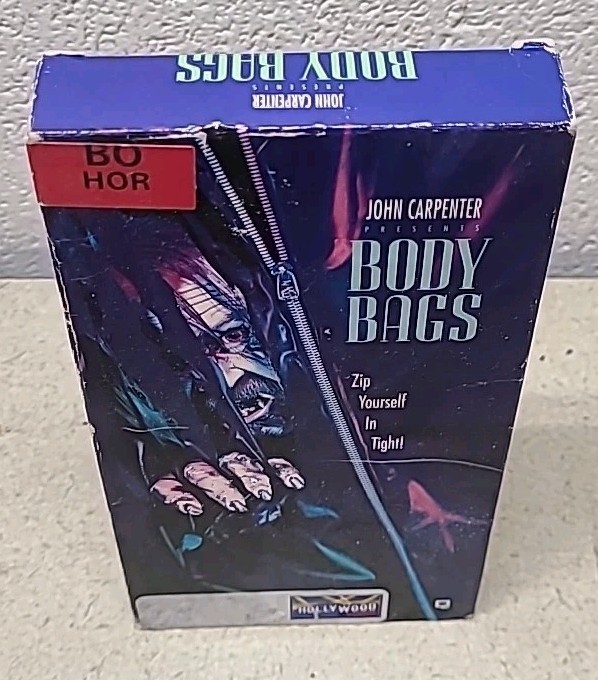 BODY BAGS
PRESENTS
JOHN CARPENTER
BO
HOR
JOHN CARPENTER
PRESENTS
BODY
BAGS
Zip
Yourself
In
Tight!
HOLLYWOOD